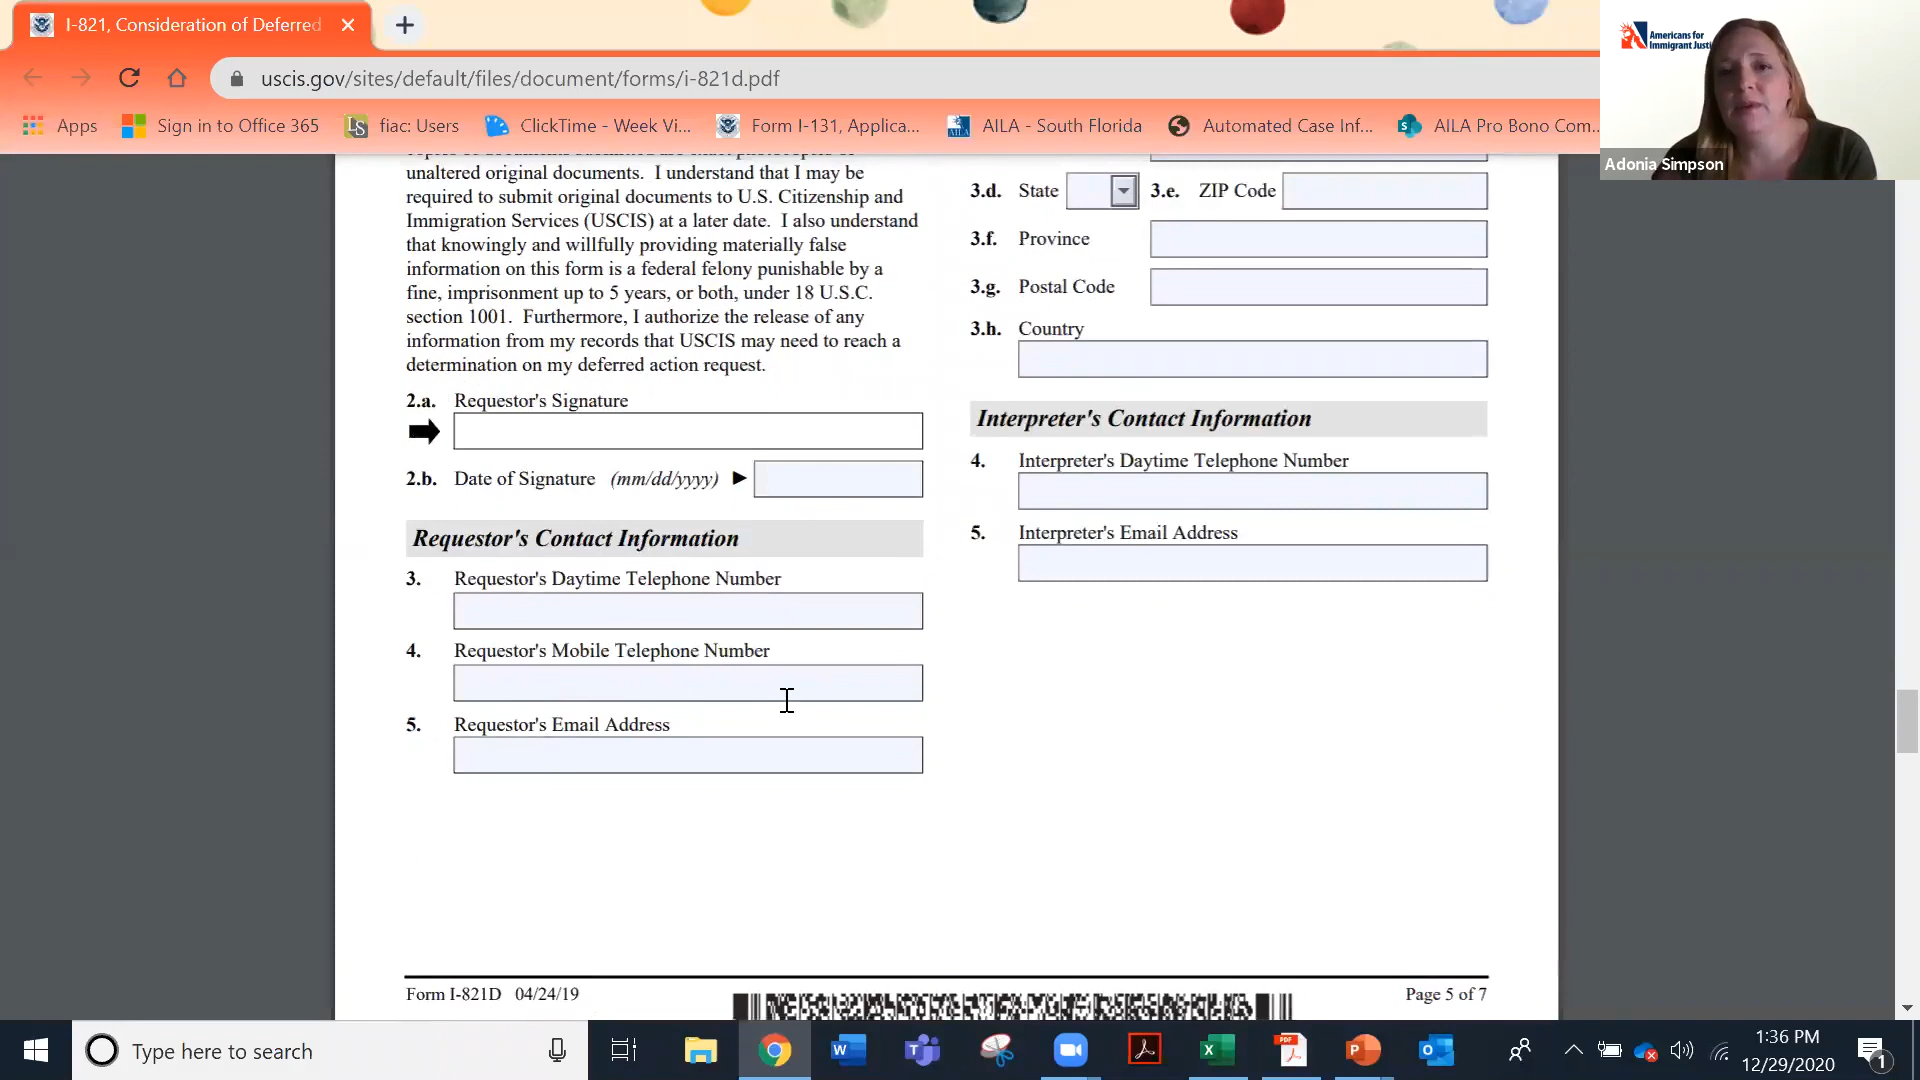 I-821, Consideration of Deferred
uscis.gov/sites/default/files/document/forms/i-821d.pdf
Apps
Sign in to Office 365
fiac: Users
ClickTime - Week Vi...
Form I-131, Applica...
AILA - South Florida
Automated Case Inf...
AILA Pro Bono Com...
Americans for
Immigrant Justi
Adonia Simpson
unaltered original documents. I understand that I may be
required to submit original documents to U.S. Citizenship and
Immigration Services (USCIS) at a later date. I also understand
that knowingly and willfully providing materially false
information on this form is a federal felony punishable by a
fine, imprisonment up to 5 years, or both, under 18 U.S.C.
section 1001. Furthermore, I authorize the release of any
information from my records that USCIS may need to reach a
determination on my deferred action request.
2.a. Requestor's Signature
2.b. Date of Signature (mm/dd/yyyy)
Requestor's Contact Information
3. Requestor's Daytime Telephone Number
4. Requestor's Mobile Telephone Number
5. Requestor's Email Address
3.d. State 3.e. ZIP Code
3.f. Province
3.g. Postal Code
3.h. Country
Interpreter's Contact Information
4. Interpreter's Daytime Telephone Number
5. Interpreter's Email Address
Form I-821D 04/24/19
Page 5 of 7
Type here to search
1:36 PM
12/29/2020
1